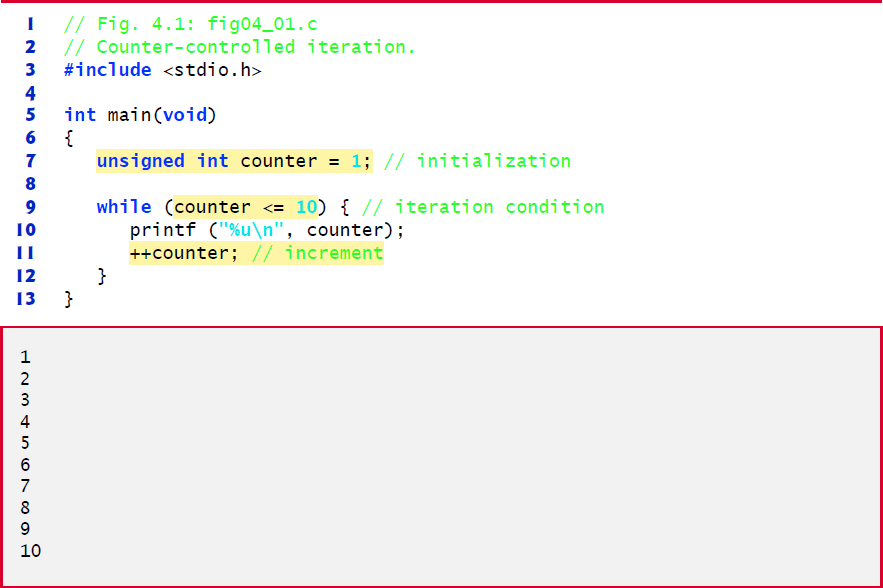 1 // Fig. 4.1: fig04_01.c
2 // Counter-controlled iteration.
3 #include <stdio.h>
4
5 int main(void)
6 {
7    unsigned int counter = 1; // initialization
8
9    while (counter <= 10) { // iteration condition
10       printf ("%u\n", counter);
11       ++counter; // increment
12    }
13 }
1
2
3
4
5
6
7
8
9
10